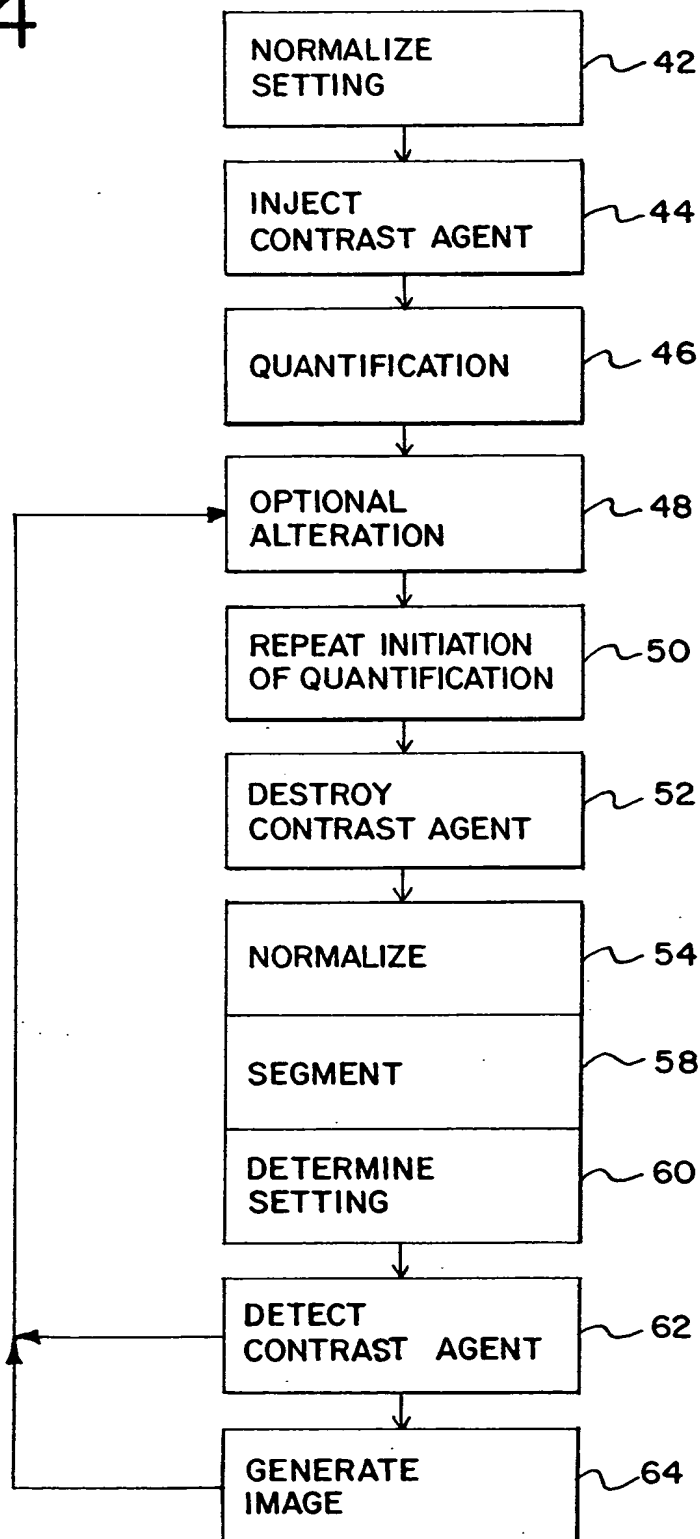 4
NORMALIZE
SETTING
42
INJECT
CONTRAST AGENT
44
QUANTIFICATION
46
OPTIONAL
ALTERATION
48
REPEAT INITIATION
OF QUANTIFICATION
50
DESTROY
CONTRAST AGENT
52
NORMALIZE
54
SEGMENT
58
DETERMINE
SETTING
60
DETECT
CONTRAST AGENT
62
GENERATE
IMAGE
64